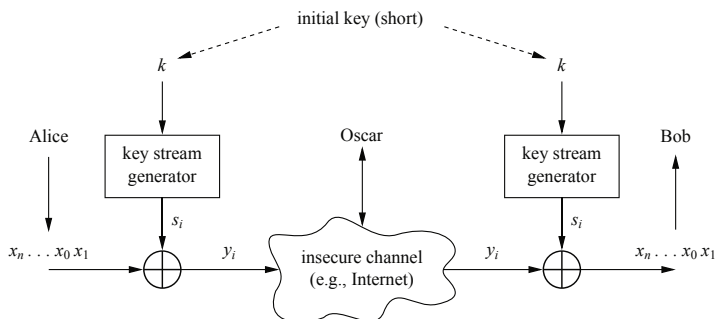 initial key (short)
k
k
Alice
key stream
generator
Oscar
key stream
generator
Bob
s_i
s_i
x_n . . . x_0 x_1
y_i
insecure channel
(e.g., Internet)
y_i
x_n . . . x_0 x_1